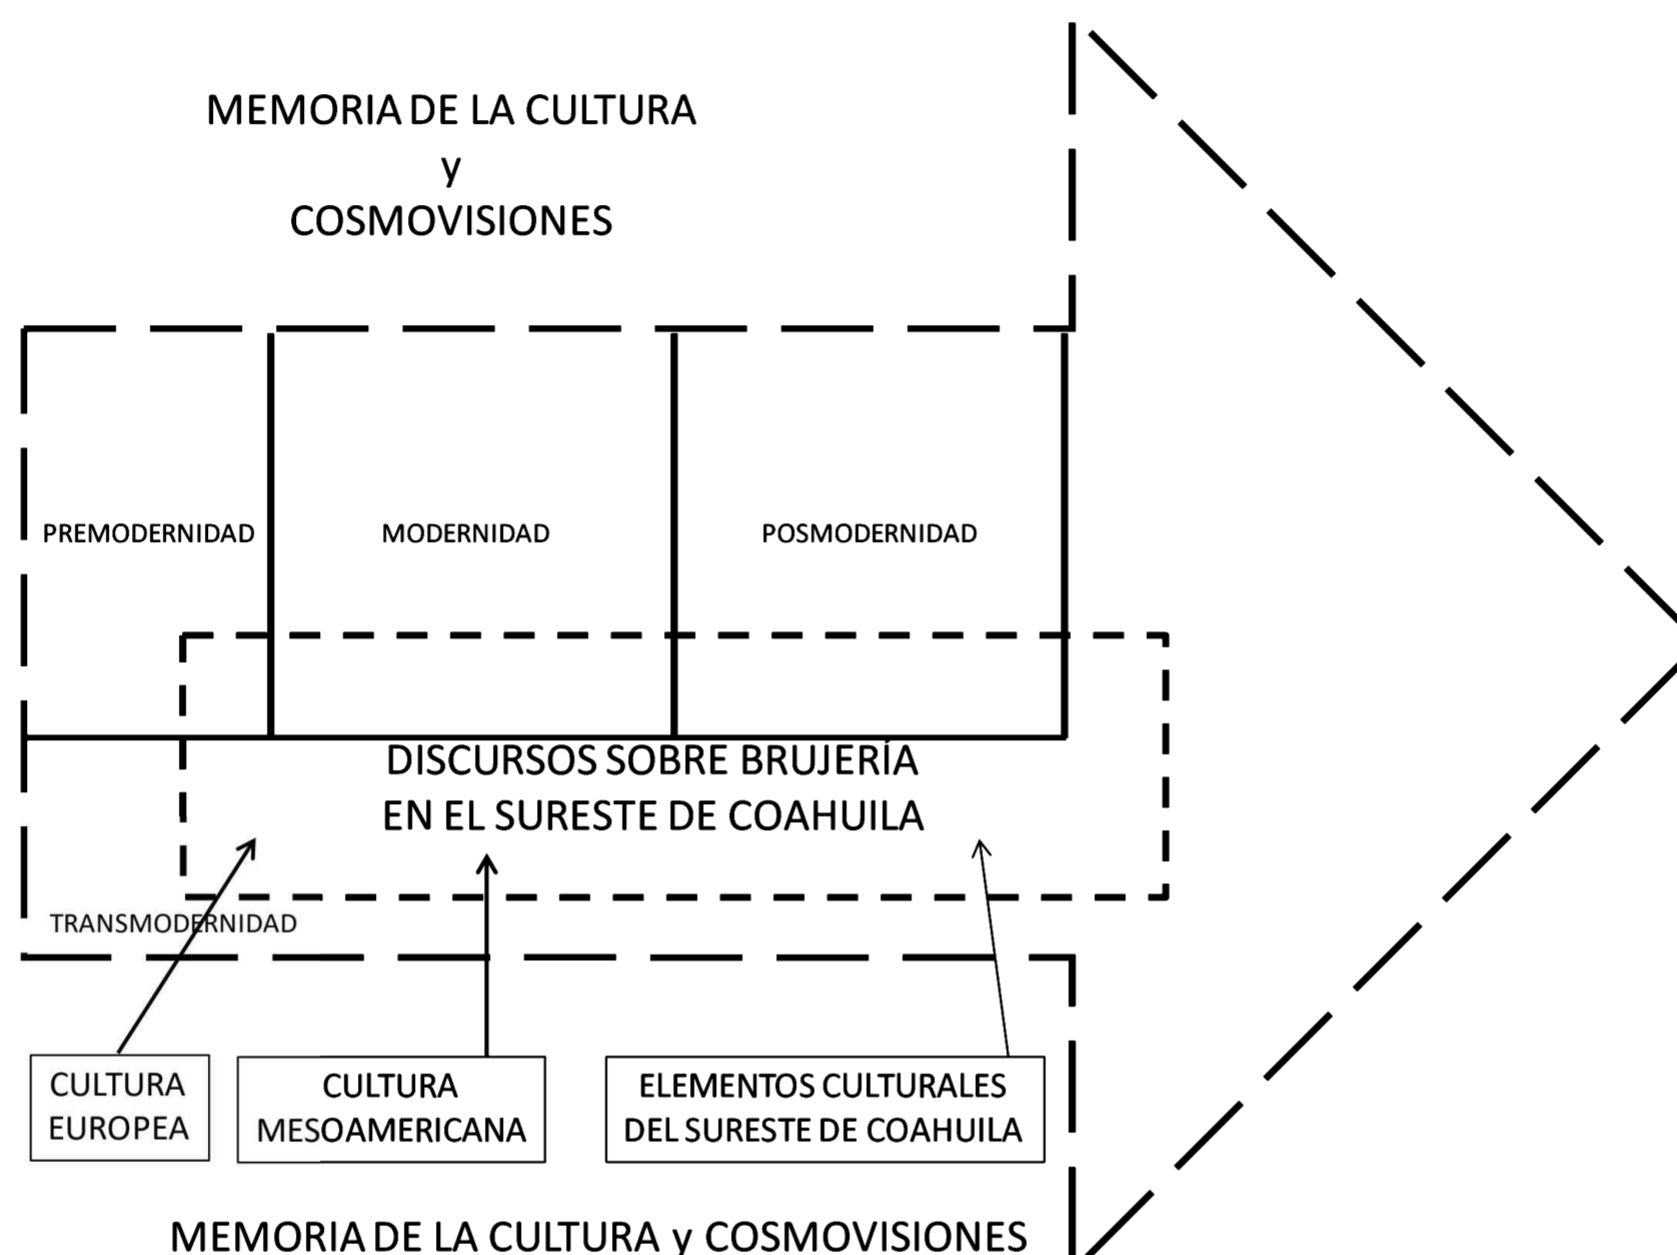 MEMORIA DE LA CULTURA
y
COSMOVISIONES
PREMODERNIDAD
MODERNIDAD
POSMODERNIDAD
DISCURSOS SOBRE BRUJERÍA
EN EL SURESTE DE COAHUILA
TRANSMODERNIDAD
CULTURA
EUROPEA
CULTURA
MESOAMERICANA
ELEMENTOS CULTURALES
DEL SURESTE DE COAHUILA
MEMORIA DE LA CULTURA y COSMOVISIONES